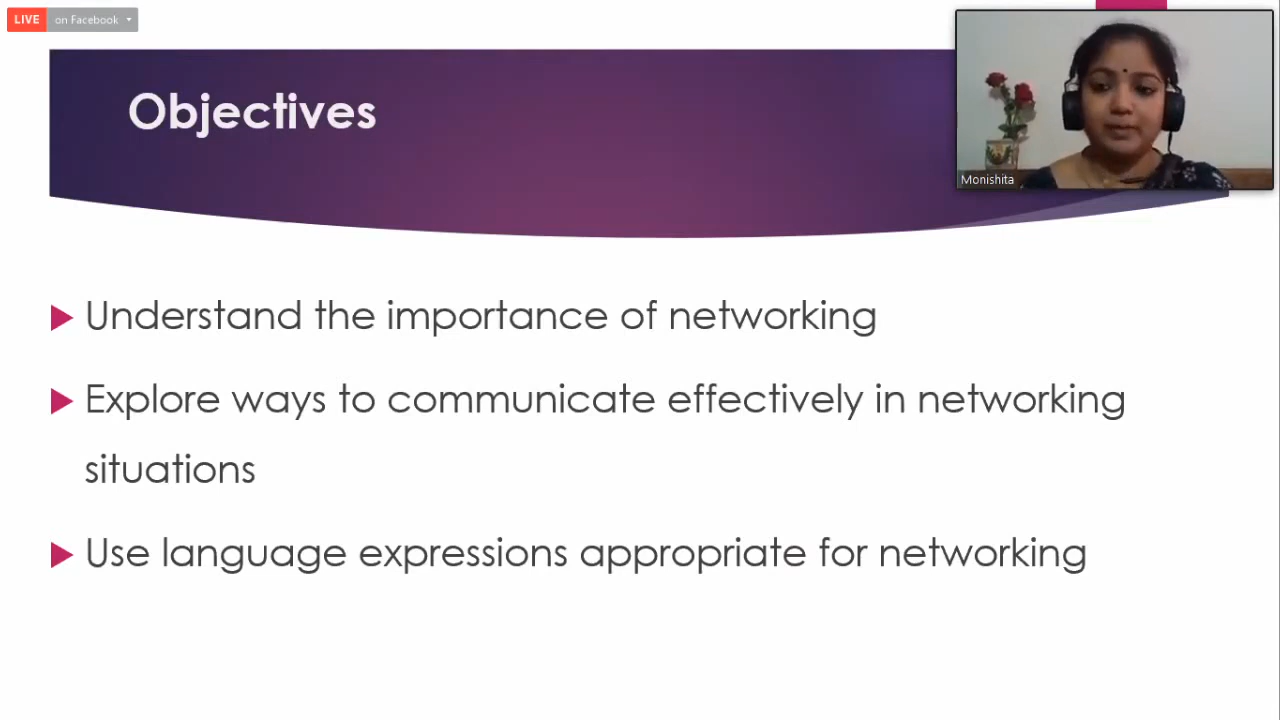 LIVE on Facebook
Objectives
Monishita
Understand the importance of networking
Explore ways to communicate effectively in networking
situations
Use language expressions appropriate for networking